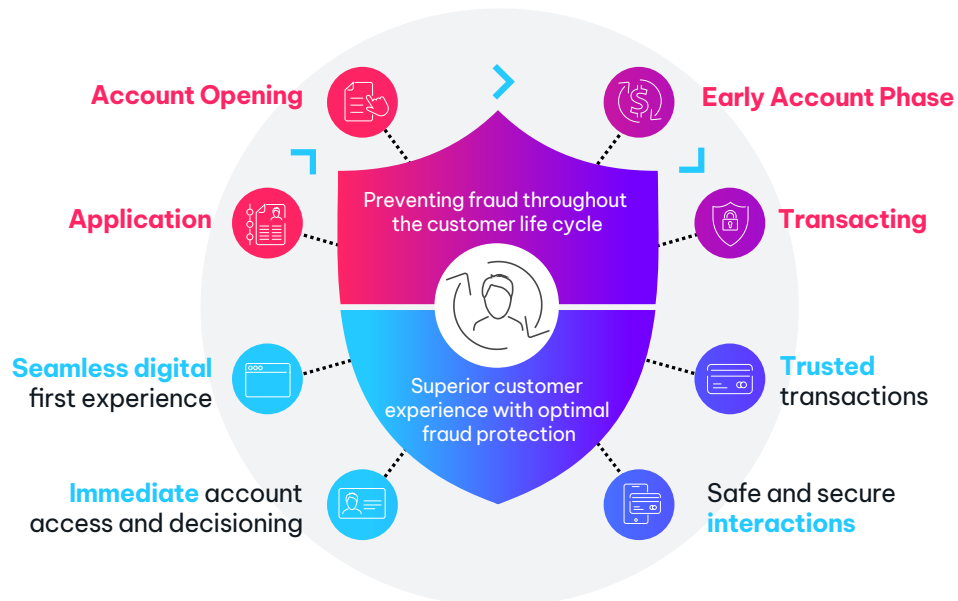 Account Opening
Early Account Phase
Application
Transacting
Preventing fraud throughout
the customer life cycle
Seamless digital
first experience
Trusted
transactions
Superior customer
experience with optimal
fraud protection
Immediate account
access and decisioning
Safe and secure
interactions